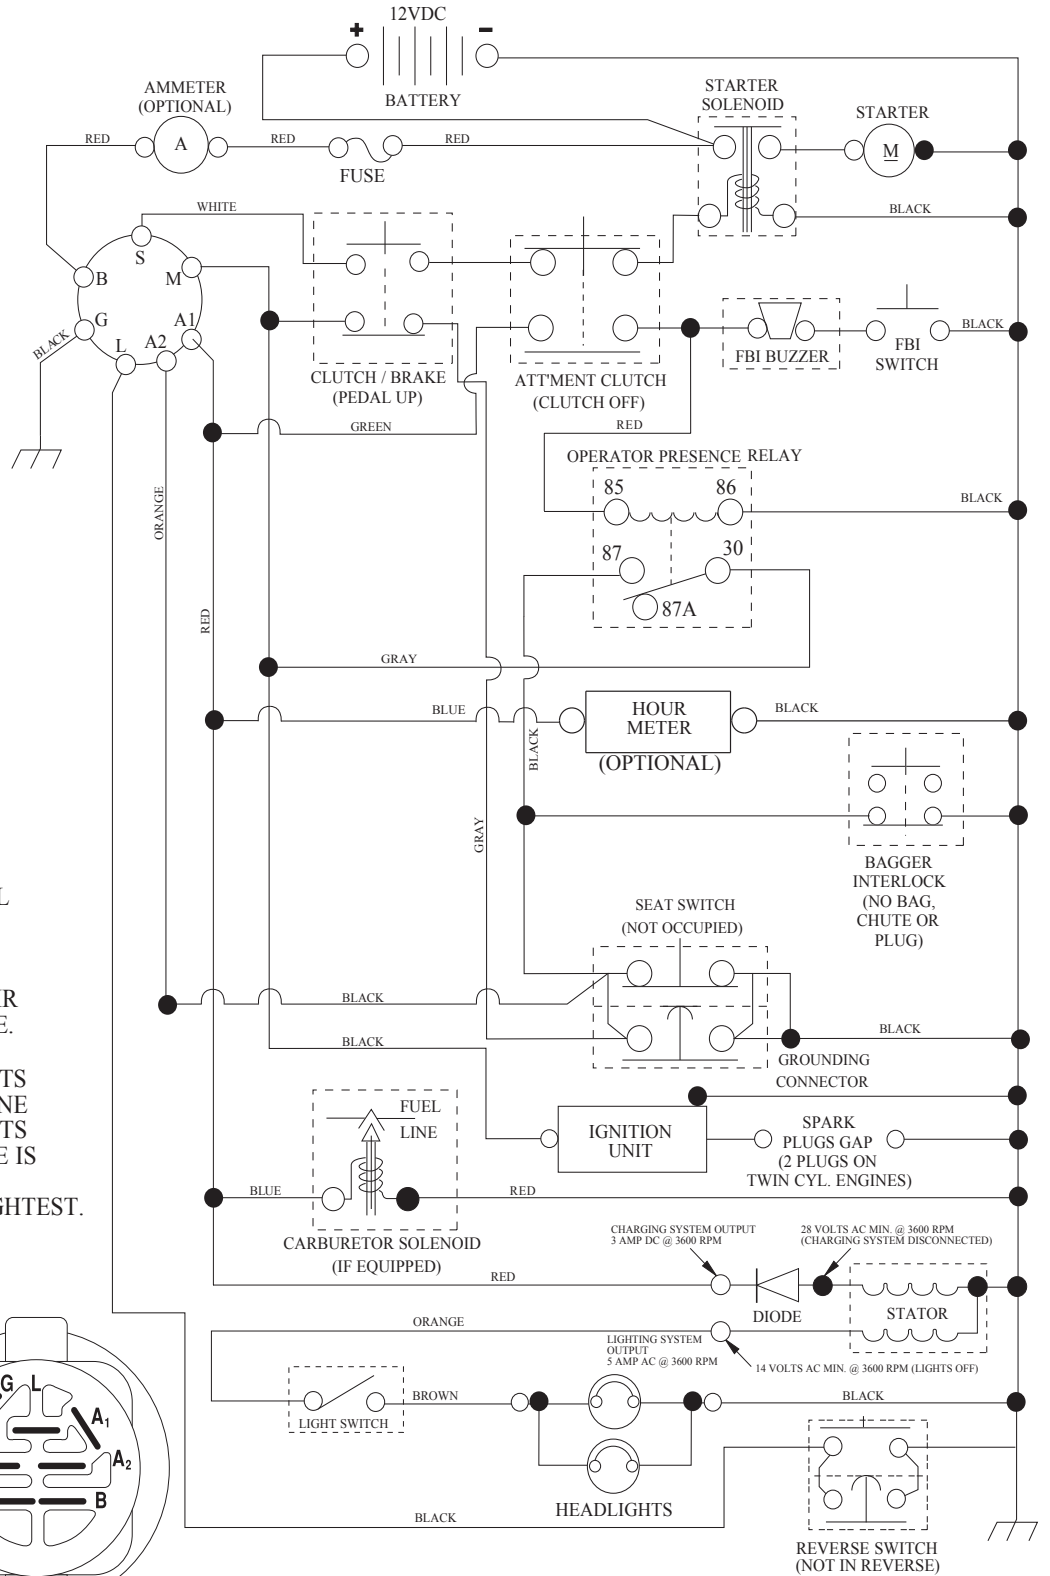 12VDC
+
-
BATTERY
AMMETER
(OPTIONAL)
A
RED
RED
FUSE
RED
STARTER
SOLENOID
STARTER
M
BLACK
WHITE
S
B
M
G
A1
L
A2
BLACK
CLUTCH / BRAKE
(PEDAL UP)
ATT'MENT CLUTCH
(CLUTCH OFF)
FBI BUZZER
FBI
SWITCH
BLACK
GREEN
RED
OPERATOR PRESENCE RELAY
85
86
87
30
87A
BLACK
ORANGE
RED
GRAY
BLUE
HOUR
METER
(OPTIONAL)
BLACK
BLACK
GRAY
BAGGER
INTERLOCK
(NO BAG,
CHUTE OR
PLUG)
SEAT SWITCH
(NOT OCCUPIED)
BLACK
BLACK
BLACK
GROUNDING
CONNECTOR
IGNITION
UNIT
SPARK
PLUGS GAP
(2 PLUGS ON
TWIN CYL. ENGINES)
FUEL
LINE
BLUE
RED
CARBURETOR SOLENOID
(IF EQUIPPED)
CHARGING SYSTEM OUTPUT
3 AMP DC @ 3600 RPM
28 VOLTS AC MIN. @ 3600 RPM
(CHARGING SYSTEM DISCONNECTED)
RED
DIODE
STATOR
ORANGE
LIGHTING SYSTEM
OUTPUT
5 AMP AC @ 3600 RPM
14 VOLTS AC MIN. @ 3600 RPM (LIGHTS OFF)
LIGHT SWITCH
BROWN
BLACK
HEADLIGHTS
BLACK
REVERSE SWITCH
(NOT IN REVERSE)
L
IR
E.
TS
NE
TS
E IS
GHTEST.
G
L
A1
A2
B